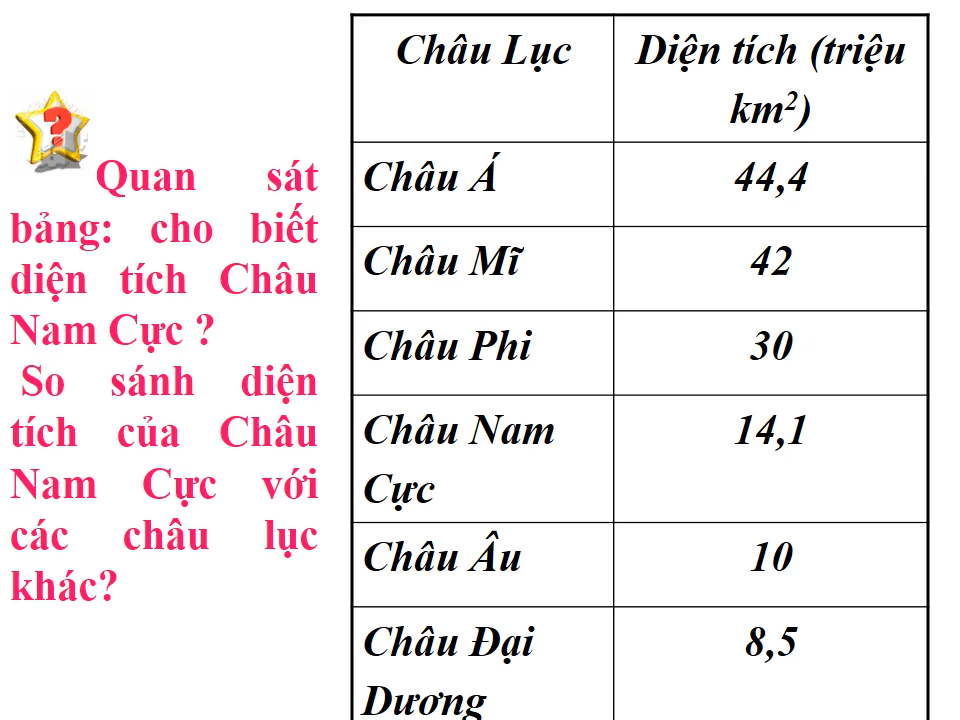 Quan sát
bảng: cho biết
diện tích Châu
Nam Cực ?
So sánh diện
tích của Châu
Nam Cực với
các châu lục
khác?
Châu Lục
Diện tích (triệu
km²)
Châu Á
44,4
Châu Mĩ
42
Châu Phi
30
Châu Nam
Cực
14,1
Châu Âu
10
Châu Đại
Dương
8,5